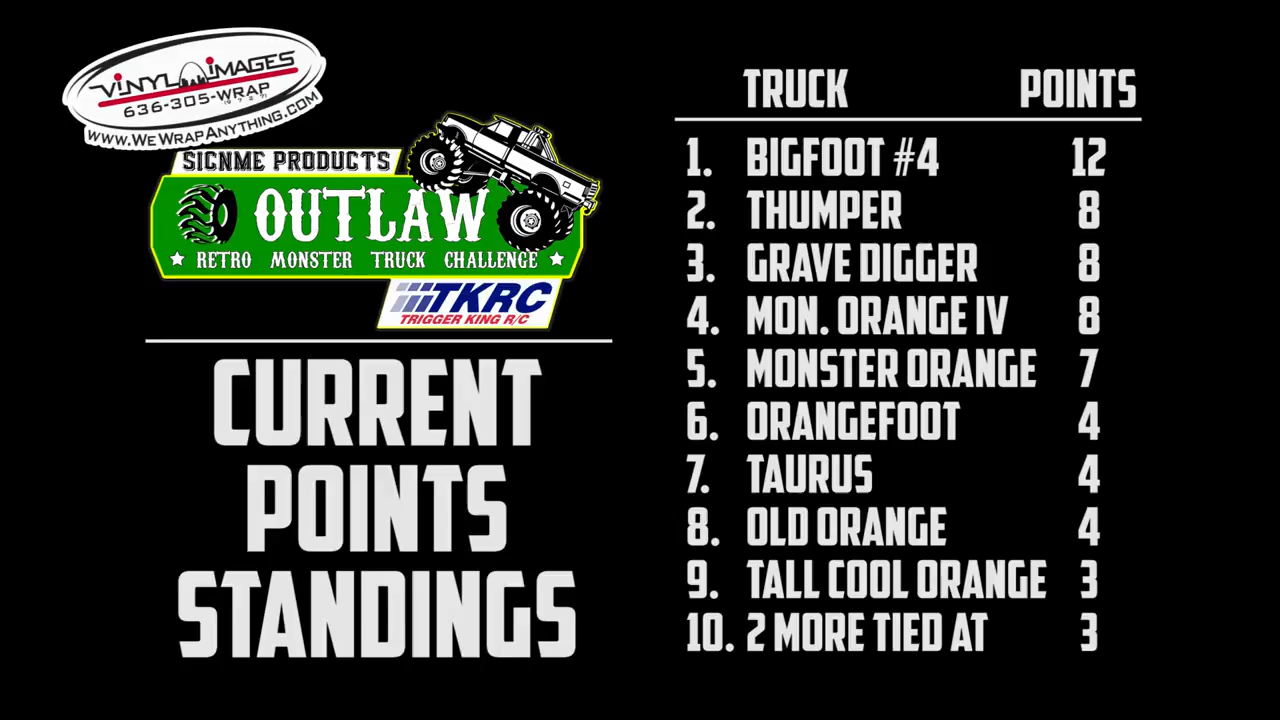 VINYL IMAGES
636-305-WRAP
(9727)
WWW.WEWRAPANYTHING.COM
SICNME PRODUCTS
OUTLAW
RETRO MONSTER TRUCK CHALLENGE
TKRC
TRIGGER KING R/C
CURRENT
POINTS
STANDINGS
TRUCK POINTS
1. BIGFOOT #4 12
2. THUMPER 8
3. GRAVE DIGGER 8
4. MON. ORANGE IV 8
5. MONSTER ORANGE 7
6. ORANGEFOOT 4
7. TAURUS 4
8. OLD ORANGE 4
9. TALL COOL ORANGE 3
10. 2 MORE TIED AT 3